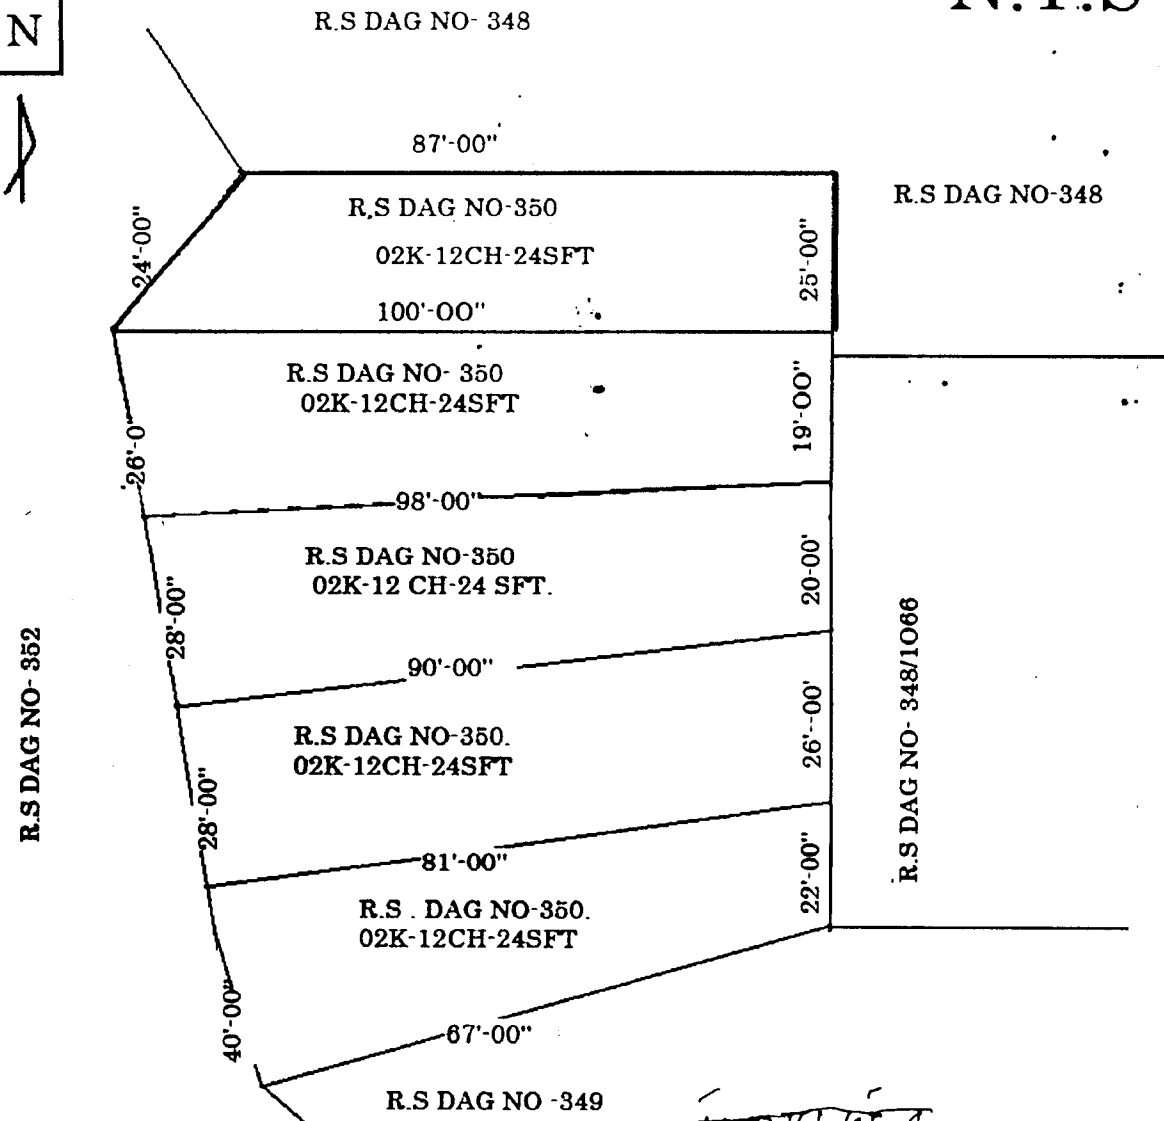 N
R.S DAG NO- 348
87'-00"
R,S DAG NO-350
02K-12CH-24SFT
R.S DAG NO-348
24'-00"
25'-00"
100'-OO"
R.S DAG NO- 350
02K-12CH-24SFT
19'-OO"
26'-0"
98'-00"
R.S DAG NO-350
02K-12 CH-24 SFT.
20-00'
28'-00"
90'-00"
R.S DAG NO- 352
R.S DAG NO-350.
02K-12CH-24SFT
26'--00'
R.S DAG NO- 348/1O66
28'-00"
81'-00"
22'-00"
R.S . DAG NO-350.
02K-12CH-24SFT
40'-00"
67'-00"
R.S DAG NO -349